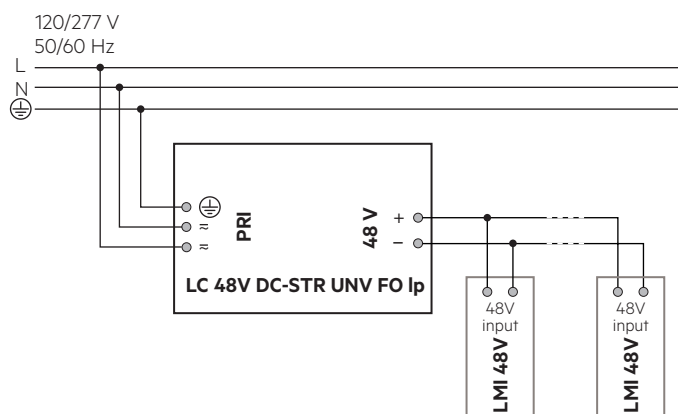 120/277 V
50/60 Hz
L
N
PRI
≈
≈
48 V
+
−
LC 48V DC-STR UNV FO lp
48V
input
LMI 48V
48V
input
LMI 48V